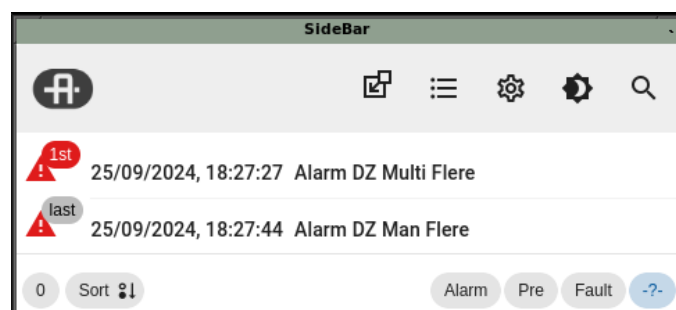 SideBar
1st
25/09/2024, 18:27:27 Alarm DZ Multi Flere
last
25/09/2024, 18:27:44 Alarm DZ Man Flere
0 Sort Alarm Pre Fault -?-